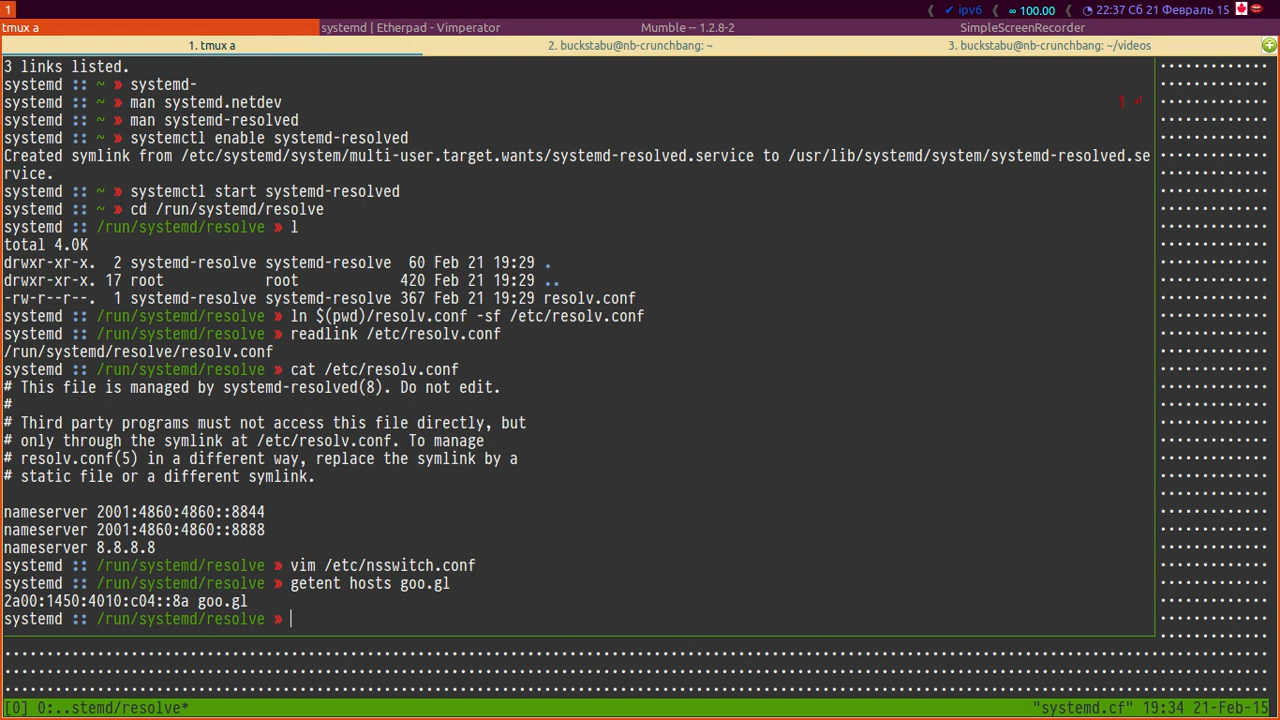 1 ✔ ipv6 ∞ 100.00 22:37 Сб 21 Февраль 15
tmux a systemd | Etherpad - Vimperator Mumble -- 1.2.8-2 SimpleScreenRecorder
1. tmux a 2. buckstabu@nb-crunchbang: ~ 3. buckstabu@nb-crunchbang: ~/videos
3 links listed.
systemd :: ~ » systemd-
systemd :: ~ » man systemd.netdev 1 ↵
systemd :: ~ » man systemd-resolved
systemd :: ~ » systemctl enable systemd-resolved
Created symlink from /etc/systemd/system/multi-user.target.wants/systemd-resolved.service to /usr/lib/systemd/system/systemd-resolved.se
rvice.
systemd :: ~ » systemctl start systemd-resolved
systemd :: ~ » cd /run/systemd/resolve
systemd :: /run/systemd/resolve » l
total 4.0K
drwxr-xr-x. 2 systemd-resolve systemd-resolve 60 Feb 21 19:29 .
drwxr-xr-x. 17 root root 420 Feb 21 19:29 ..
-rw-r--r--. 1 systemd-resolve systemd-resolve 367 Feb 21 19:29 resolv.conf
systemd :: /run/systemd/resolve » ln $(pwd)/resolv.conf -sf /etc/resolv.conf
systemd :: /run/systemd/resolve » readlink /etc/resolv.conf
/run/systemd/resolve/resolv.conf
systemd :: /run/systemd/resolve » cat /etc/resolv.conf
# This file is managed by systemd-resolved(8). Do not edit.
#
# Third party programs must not access this file directly, but
# only through the symlink at /etc/resolv.conf. To manage
# resolv.conf(5) in a different way, replace the symlink by a
# static file or a different symlink.
nameserver 2001:4860:4860::8844
nameserver 2001:4860:4860::8888
nameserver 8.8.8.8
systemd :: /run/systemd/resolve » vim /etc/nsswitch.conf
systemd :: /run/systemd/resolve » getent hosts goo.gl
2a00:1450:4010:c04::8a goo.gl
systemd :: /run/systemd/resolve »
[0] 0:..stemd/resolve* "systemd.cf" 19:34 21-Feb-15